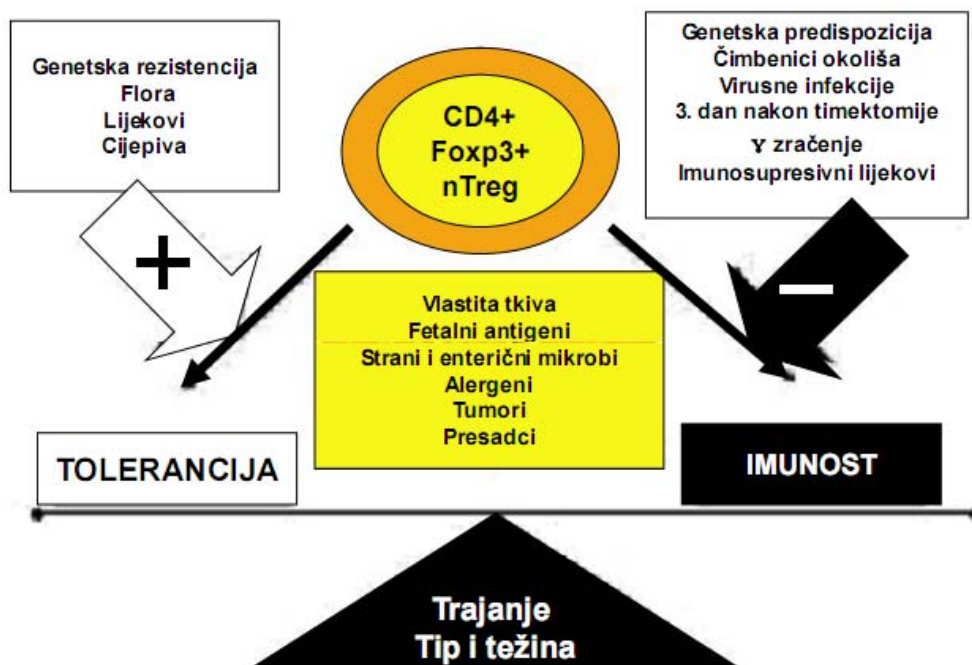 Genetska rezistencija
Flora
Lijekovi
Cijepiva
+
CD4+
Foxp3+
nTreg
Genetska predispozicija
Čimbenici okoliša
Virusne infekcije
3. dan nakon timektomije
γ zračenje
Imunosupresivni lijekovi
−
Vlastita tkiva
Fetalni antigeni
Strani i enterični mikrobi
Alergeni
Tumori
Presadci
TOLERANCIJA
IMUNOST
Trajanje
Tip i težina